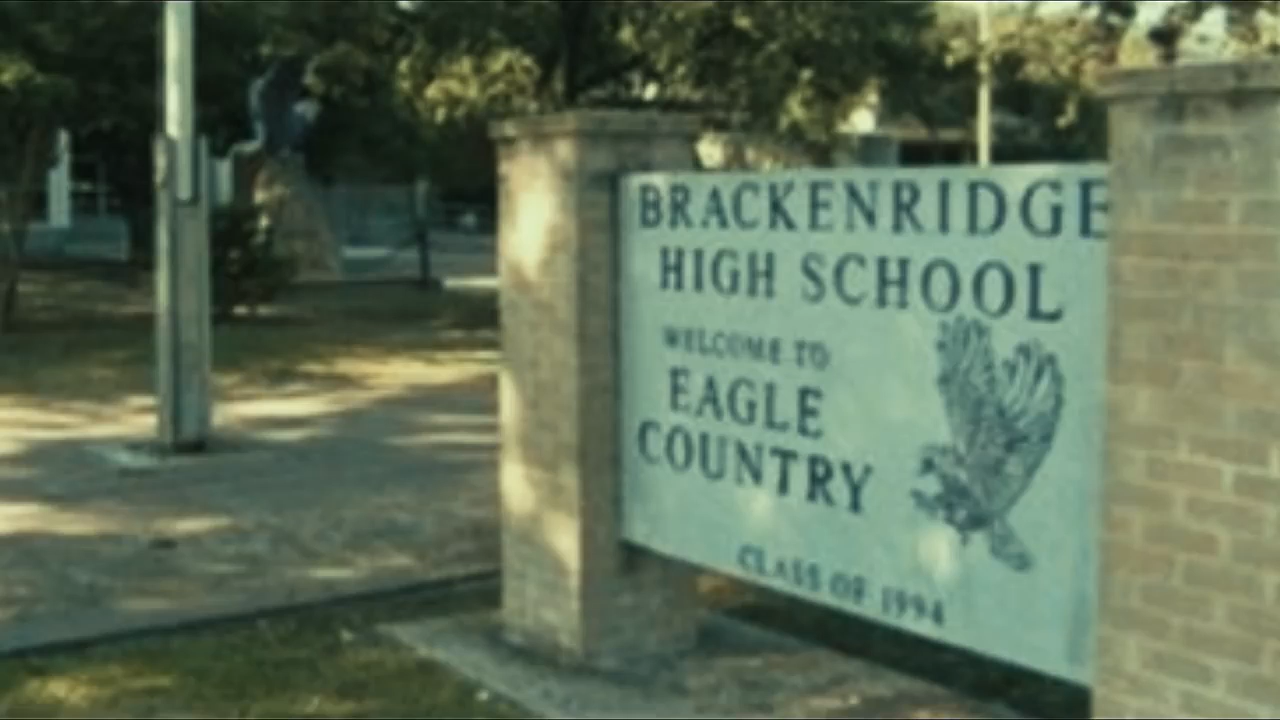 BRACKENRIDGE
HIGH SCHOOL
WELCOME TO
EAGLE
COUNTRY
CLASS OF 1994